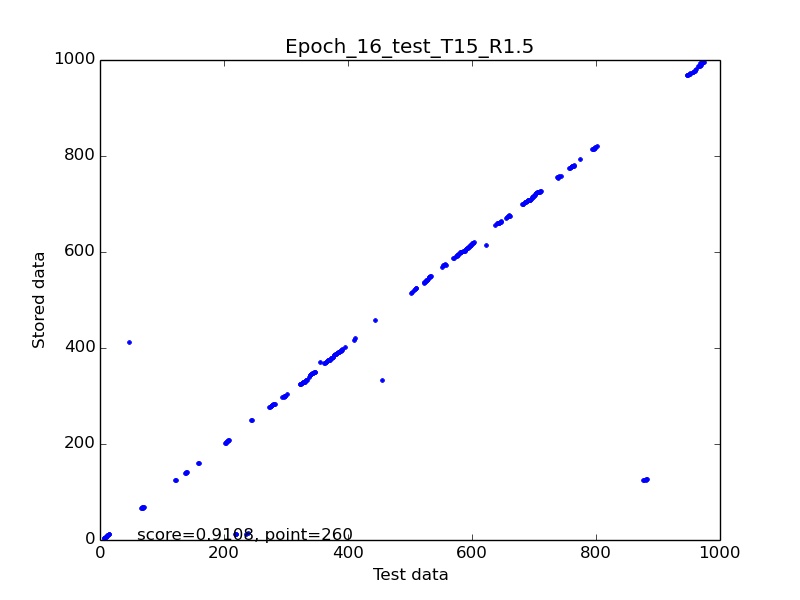 Epoch_16_test_T15_R1.5
1000
800
600
400
200
0
Stored data
score=0.9108, point=260
0 200 400 600 800 1000
Test data